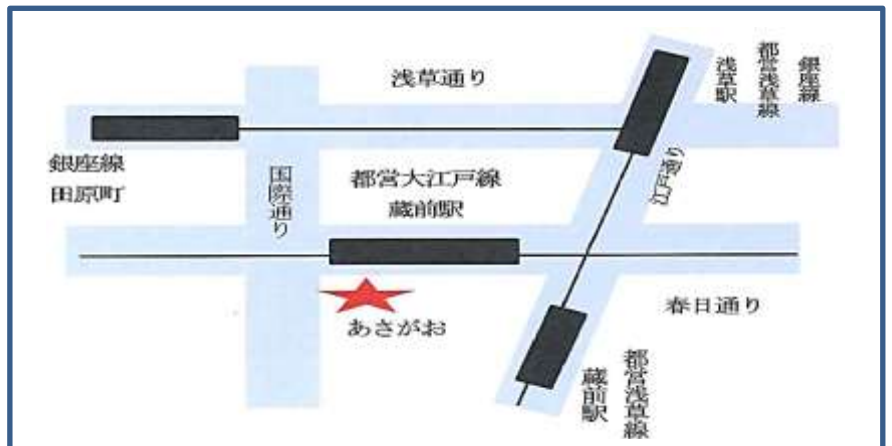 浅草通り
銀座線
都営浅草線
浅草駅
銀座線
田原町
国際通り
都営大江戸線
蔵前駅
江戸通り
あさがお
春日通り
都営浅草線
蔵前駅